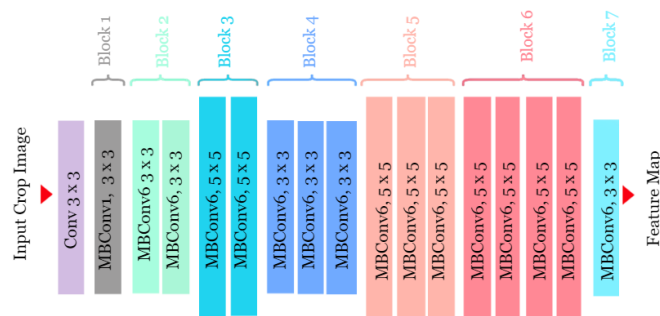 Block 1
Block 2
Block 3
Block 4
Block 5
Block 6
Block 7
Input Crop Image
Conv 3 x 3
MBConv1, 3 x 3
MBConv6 3 x 3
MBConv6, 3 x 3
MBConv6, 5 x 5
MBConv6, 5 x 5
MBConv6, 3 x 3
MBConv6, 3 x 3
MBConv6, 3 x 3
MBConv6, 5 x 5
MBConv6, 5 x 5
MBConv6, 5 x 5
MBConv6, 5 x 5
MBConv6, 5 x 5
MBConv6, 5 x 5
MBConv6, 5 x 5
MBConv6, 3 x 3
Feature Map